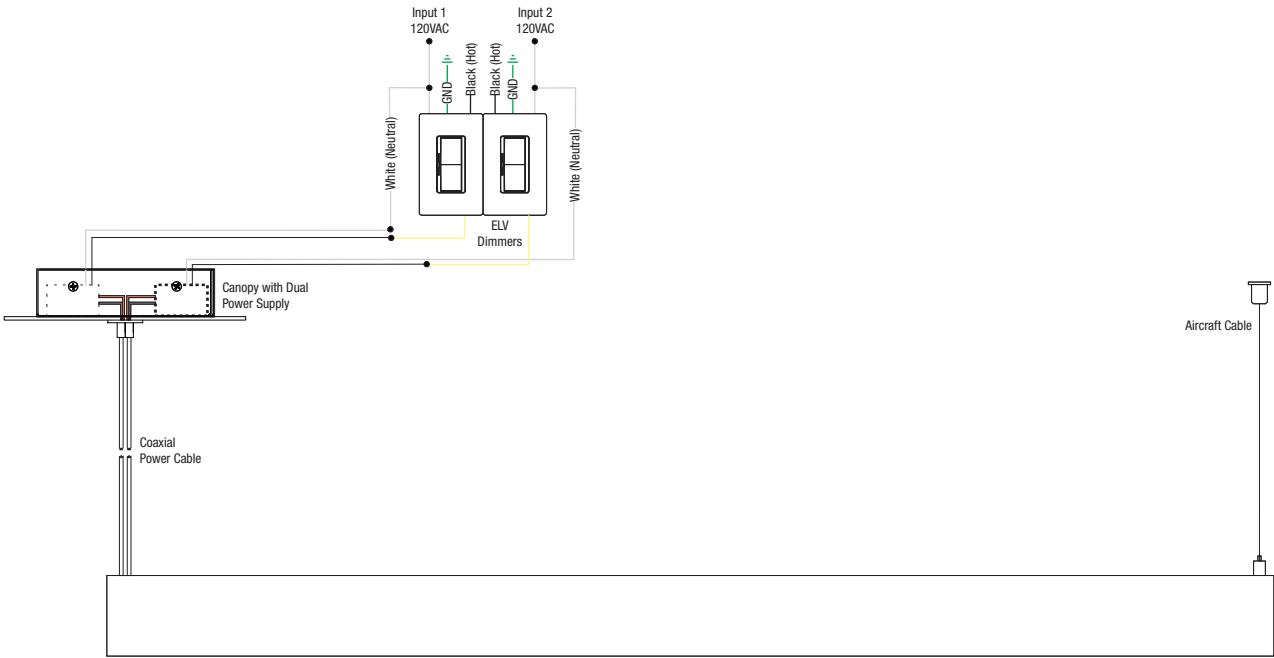 Input 1
120VAC
Input 2
120VAC
GND
Black (Hot)
Black (Hot)
GND
White (Neutral)
White (Neutral)
ELV
Dimmers
Canopy with Dual
Power Supply
Aircraft Cable
Coaxial
Power Cable